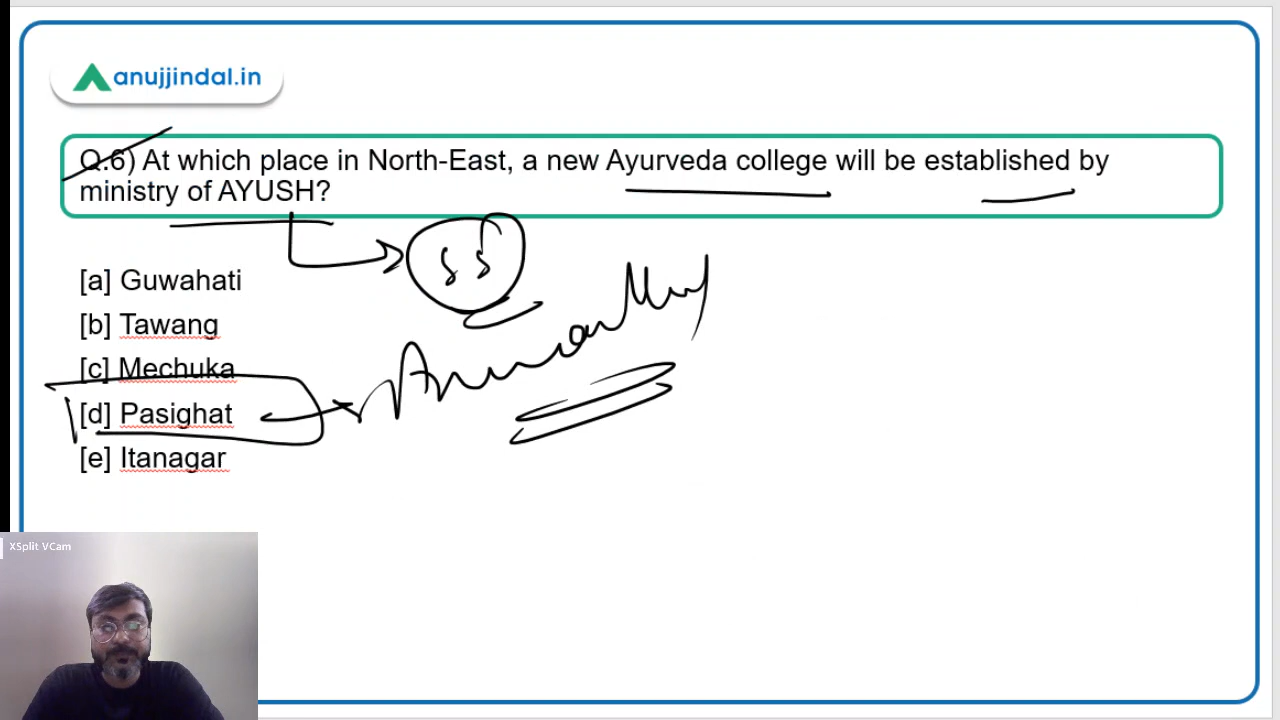 anujjindal.in
Q.6) At which place in North-East, a new Ayurveda college will be established by
ministry of AYUSH?
[a] Guwahati
[b] Tawang
[c] Mechuka
[d] Pasighat
[e] Itanagar
XSplit VCam